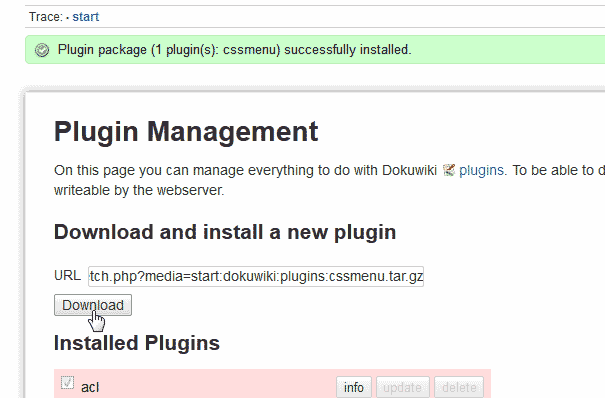 Trace: • start
Plugin package (1 plugin(s): cssmenu) successfully installed.
Plugin Management
On this page you can manage everything to do with Dokuwiki plugins. To be able to d
writeable by the webserver.
Download and install a new plugin
URL tch.php?media=start:dokuwiki:plugins:cssmenu.tar.gz
Download
Installed Plugins
acl info update delete